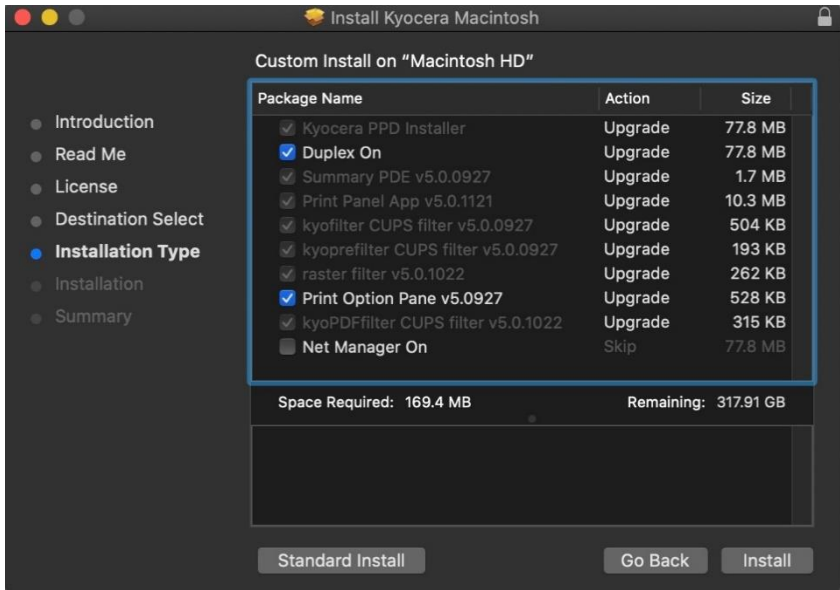 Install Kyocera Macintosh
Custom Install on “Macintosh HD”
Introduction
Read Me
License
Destination Select
Installation Type
Installation
Summary
Package Name Action Size
Kyocera PPD Installer Upgrade 77.8 MB
Duplex On Upgrade 77.8 MB
Summary PDE v5.0.0927 Upgrade 1.7 MB
Print Panel App v5.0.1121 Upgrade 10.3 MB
kyofilter CUPS filter v5.0.0927 Upgrade 504 KB
kyoprefilter CUPS filter v5.0.0927 Upgrade 193 KB
raster filter v5.0.1022 Upgrade 262 KB
Print Option Pane v5.0927 Upgrade 528 KB
kyoPDFfilter CUPS filter v5.0.1022 Upgrade 315 KB
Net Manager On Skip 77.8 MB
Space Required: 169.4 MB Remaining: 317.91 GB
Standard Install Go Back Install